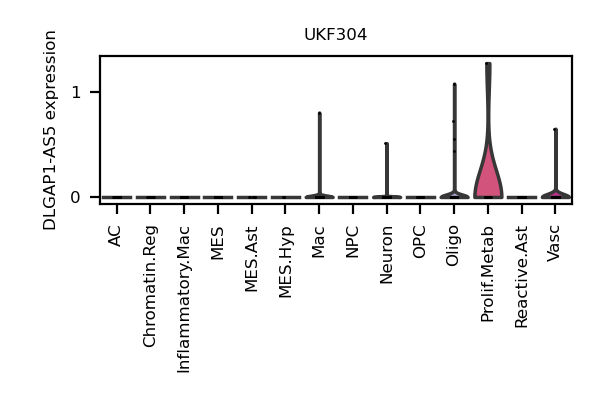 UKF304
DLGAP1-AS5 expression
1
0
AC
Chromatin.Reg
Inflammatory.Mac
MES
MES.Ast
MES.Hyp
Mac
NPC
Neuron
OPC
Oligo
Prolif.Metab
Reactive.Ast
Vasc